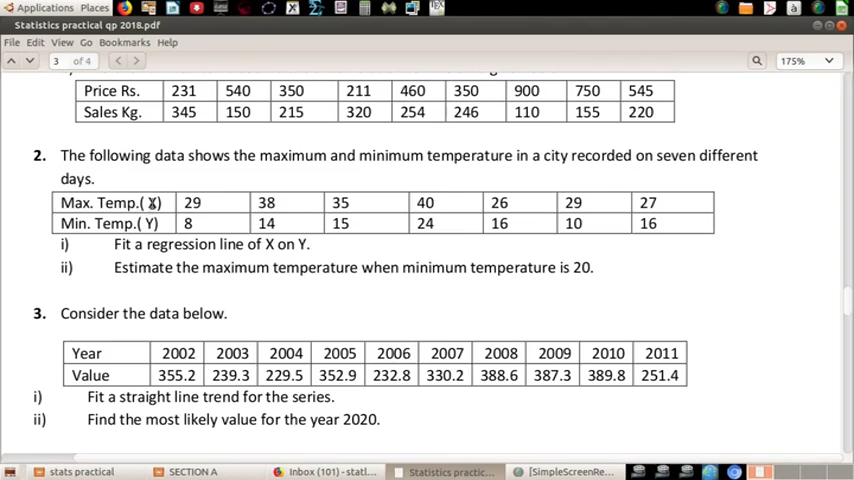 Applications Places
Statistics practical qp 2018.pdf
File Edit View Go Bookmarks Help
3 of 4 175%
Price Rs. 231 540 350 211 460 350 900 750 545
Sales Kg. 345 150 215 320 254 246 110 155 220
2. The following data shows the maximum and minimum temperature in a city recorded on seven different
days.
Max. Temp.( X) 29 38 35 40 26 29 27
Min. Temp.( Y) 8 14 15 24 16 10 16
i) Fit a regression line of X on Y.
ii) Estimate the maximum temperature when minimum temperature is 20.
3. Consider the data below.
Year 2002 2003 2004 2005 2006 2007 2008 2009 2010 2011
Value 355.2 239.3 229.5 352.9 232.8 330.2 388.6 387.3 389.8 251.4
i) Fit a straight line trend for the series.
ii) Find the most likely value for the year 2020.
stats practical SECTION A Inbox (101) - statl... Statistics practic... [SimpleScreenRe...